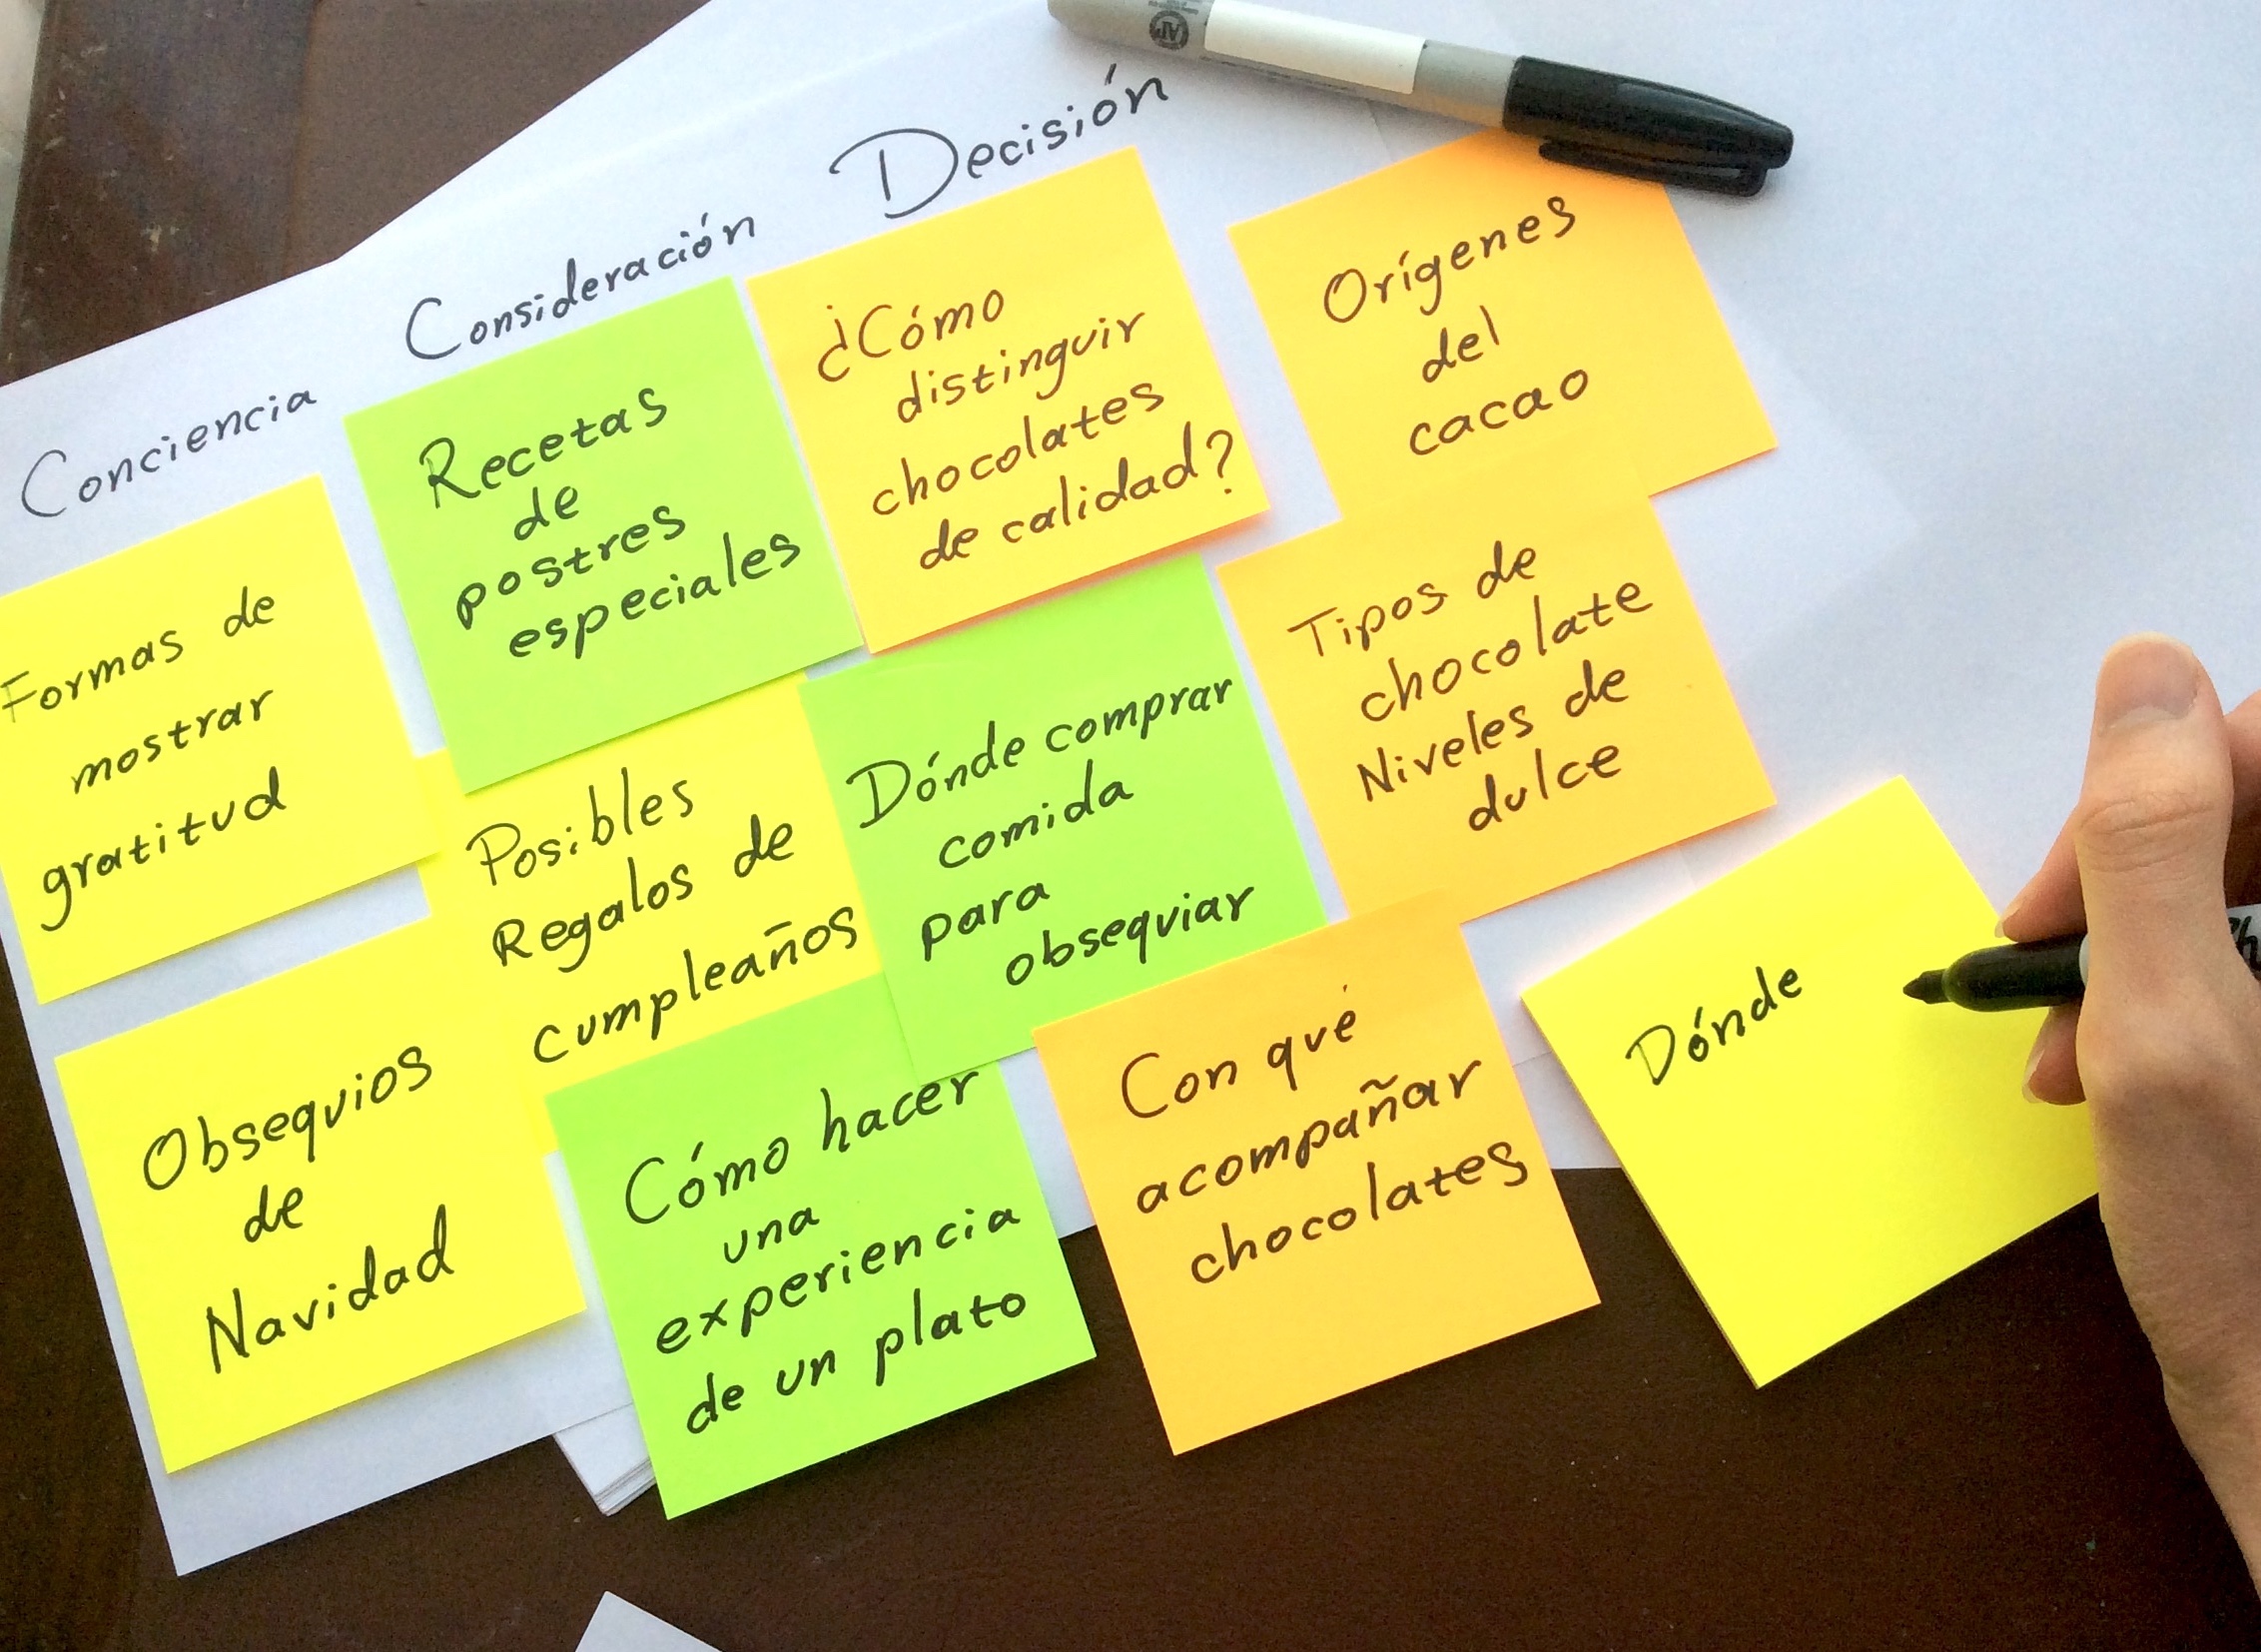 Conciencia
Consideración
Decisión
Formas de
mostrar
gratitud
Obsequios
de
Navidad
Posibles
Regalos de
cumpleaños
Recetas
de
postres
especiales
Dónde comprar
comida
para
obsequiar
Cómo hacer
una
experiencia
de un plato
¿Cómo
distinguir
chocolates
de calidad?
Orígenes
del
cacao
Tipos de
chocolate
Niveles de
dulce
Con qué
acompañar
chocolates
Dónde